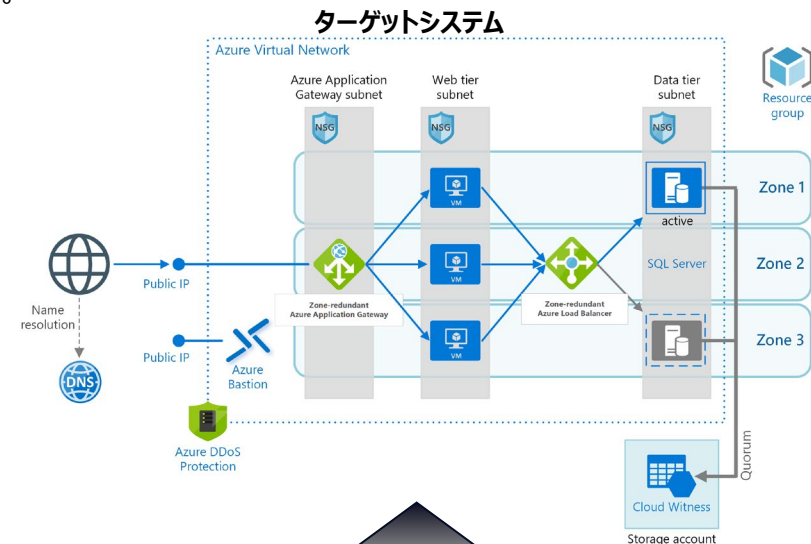 ターゲットシステム
Azure Virtual Network
Azure Application
Gateway subnet
Web tier
subnet
Data tier
subnet
Resource
group
NSG
NSG
NSG
VM
Zone 1
active
Public IP
VM
SQL Server
Zone 2
Zone-redundant
Azure Application Gateway
Zone-redundant
Azure Load Balancer
Name
resolution
Public IP
Azure
Bastion
VM
Zone 3
DNS
Azure DDoS
Protection
Quorum
Cloud Witness
Storage account